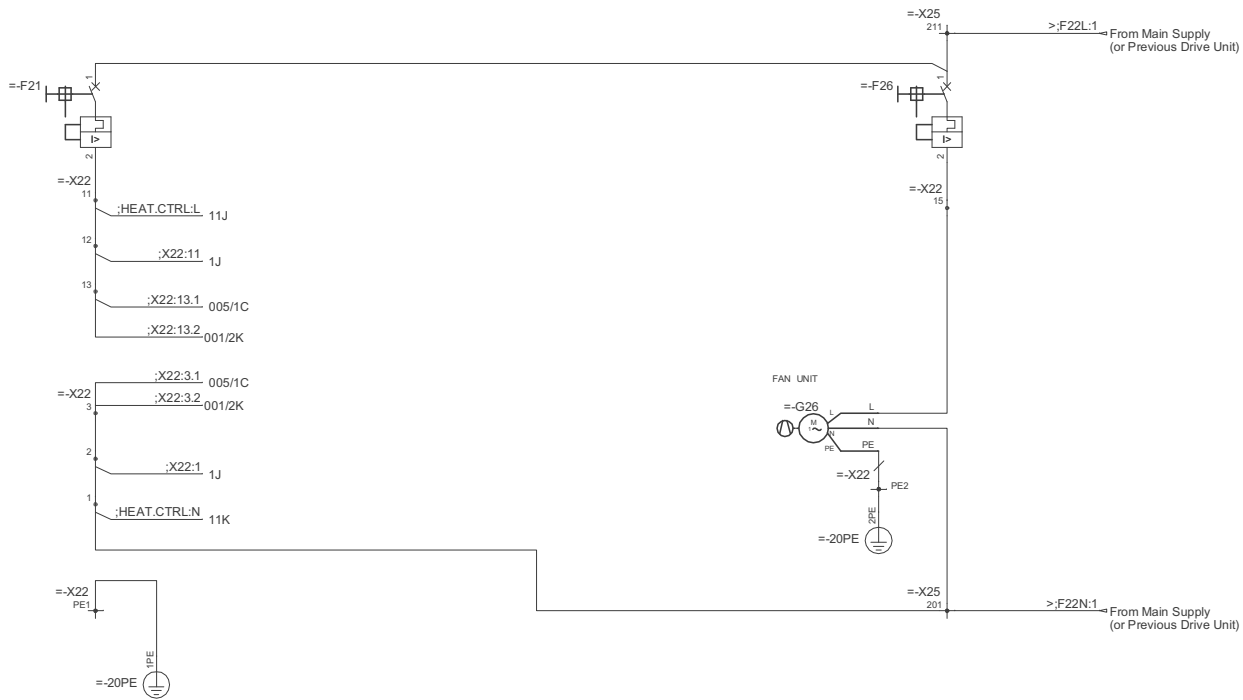 =-X25
211
>;F22L:1
From Main Supply
(or Previous Drive Unit)
1
=-F21
I>
2
1
=-F26
I>
2
=-X22
11
;HEAT.CTRL:L
11J
12
;X22:11
1J
13
;X22:13.1
005/1C
;X22:13.2
001/2K
=-X22
15
;X22:3.1
005/1C
=-X22
;X22:3.2
001/2K
3
2
;X22:1
1J
1
;HEAT.CTRL:N
11K
FAN UNIT
=-G26
M
1~
L
L
N
N
PE
PE
=-X22
PE2
2PE
=-20PE
=-X22
PE1
1PE
=-20PE
=-X25
201
>;F22N:1
From Main Supply
(or Previous Drive Unit)